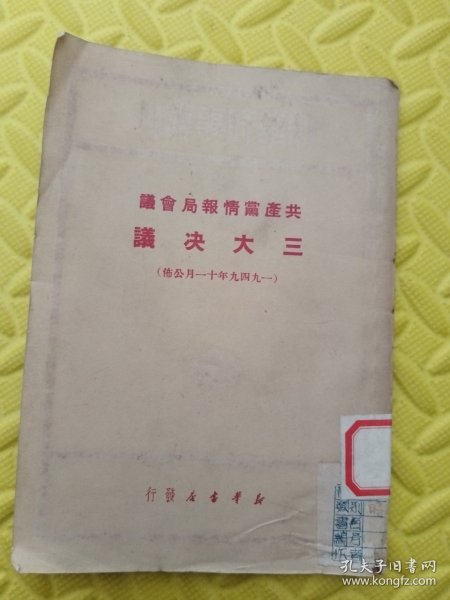 共產黨情報局會議
三大決議
(一九四九年十一月公佈)
新華書店發行
孔夫子旧书网
www.kongfz.com